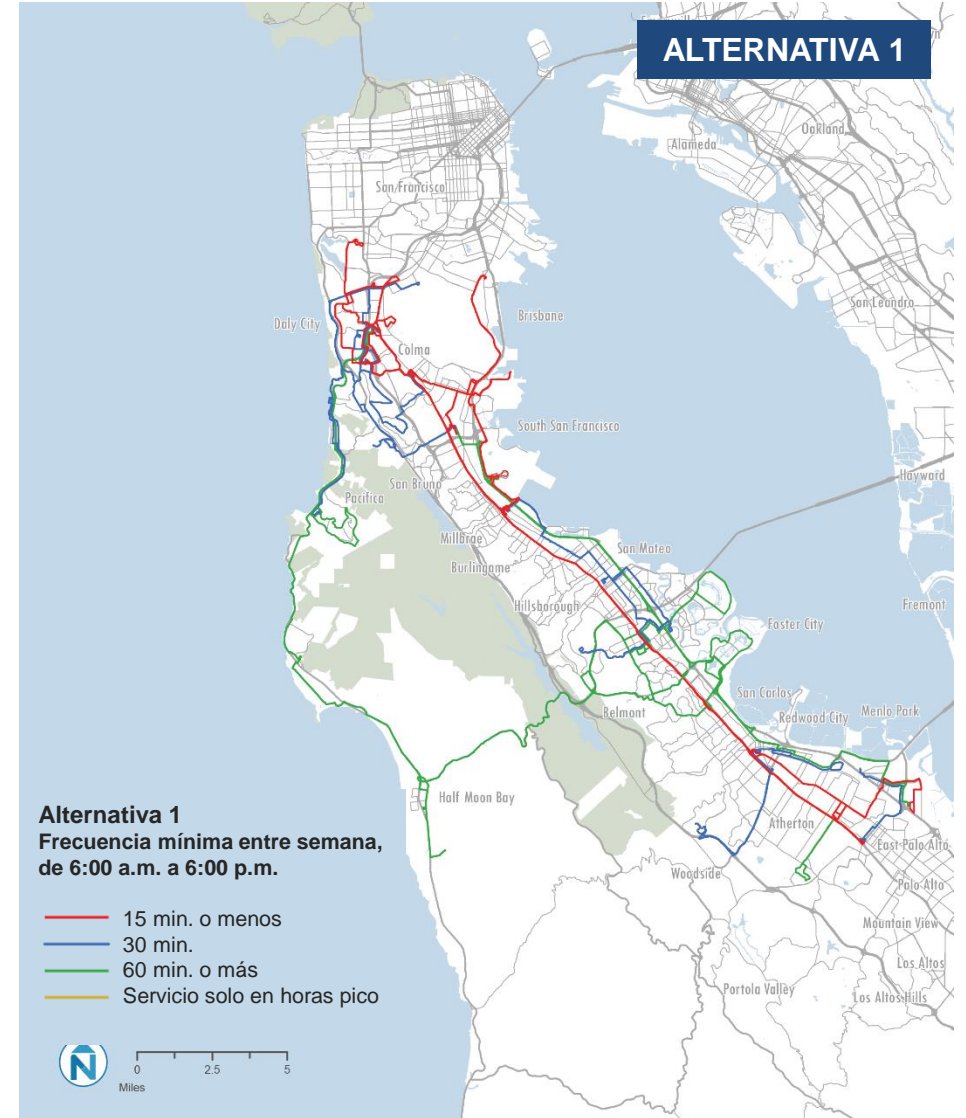 ALTERNATIVA 1
Oakland
Alameda
San Francisco
San Leandro
Daly City
Brisbane
Colma
South San Francisco
Hayward
San Bruno
Pacifica
Millbrae
San Mateo
Burlingame
Hillsborough
Fremont
Foster City
San Carlos
Belmont
Redwood City
Menlo Park
Half Moon Bay
Atherton
East Palo Alto
Woodside
Palo Alto
Mountain View
Los Altos
Portola Valley
Los Altos Hills
Alternativa 1
Frecuencia mínima entre semana,
de 6:00 a.m. a 6:00 p.m.
15 min. o menos
30 min.
60 min. o más
Servicio solo en horas pico
N
0 2.5 5
Miles